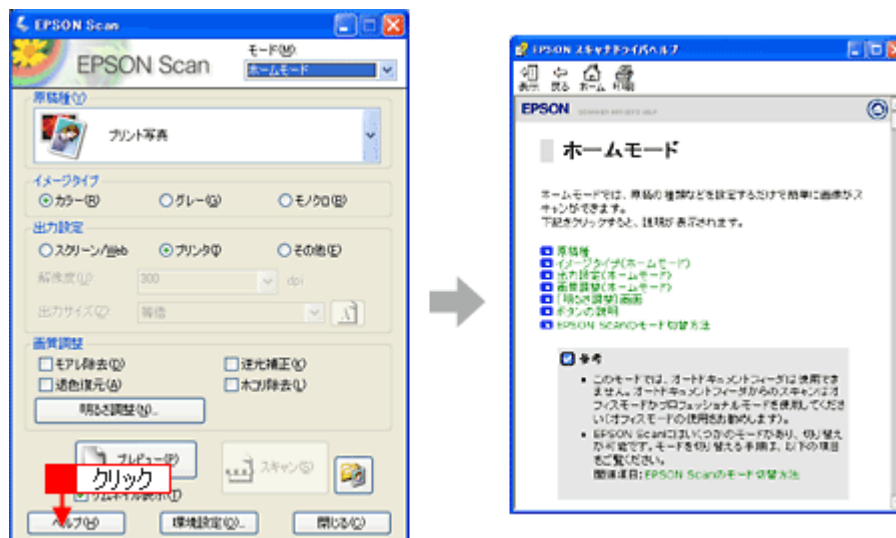 EPSON Scan
EPSON Scan
モード(M):
ホームモード
原稿種(Y)
プリント写真
イメージタイプ
カラー(B)
グレー(G)
モノクロ(E)
出力設定
スクリーン/Web
プリンタ(I)
その他(E)
解像度(U):
300
dpi
出力サイズ(Z):
等倍
画質調整
モアレ除去(D)
逆光補正(K)
退色復元(A)
ホコリ除去(L)
明るさ調整(N)...
プレビュー(P)
スキャン(S)
クリック
サムネイル表示(T)
ヘルプ(H)
環境設定(O)...
閉じる(C)
EPSON スキャナドライバヘルプ
表示
戻る
ホーム
印刷
EPSON
ホームモード
ホームモードでは、原稿の種類などを設定するだけで簡単に画像がス
キャンができます。
下記をクリックすると、説明が表示されます。
原稿種
イメージタイプ(ホームモード)
出力設定(ホームモード)
画質調整(ホームモード)
[明るさ調整]画面
ボタンの説明
EPSON Scanのモード切替方法
参考
このモードでは、オートドキュメントフィーダは使用でき
ません。オートドキュメントフィーダからのスキャンはオ
フィスモードかプロフェッショナルモードを使用してくださ
い(オフィスモードの使用をお勧めします)。
EPSON Scanにはいくつかのモードがあり、切り替え
が可能です。モードを切り替える手順は、以下の項目
をご覧ください。
関連項目:EPSON Scanのモード切替方法